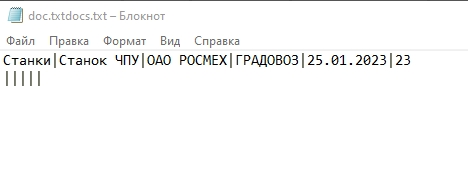 doc.txtdocs.txt – Блокнот
Файл Правка Формат Вид Справка
Станки|Станок ЧПУ|ОАО РОСМЕХ|ГРАДОВОЗ|25.01.2023|23
|||||